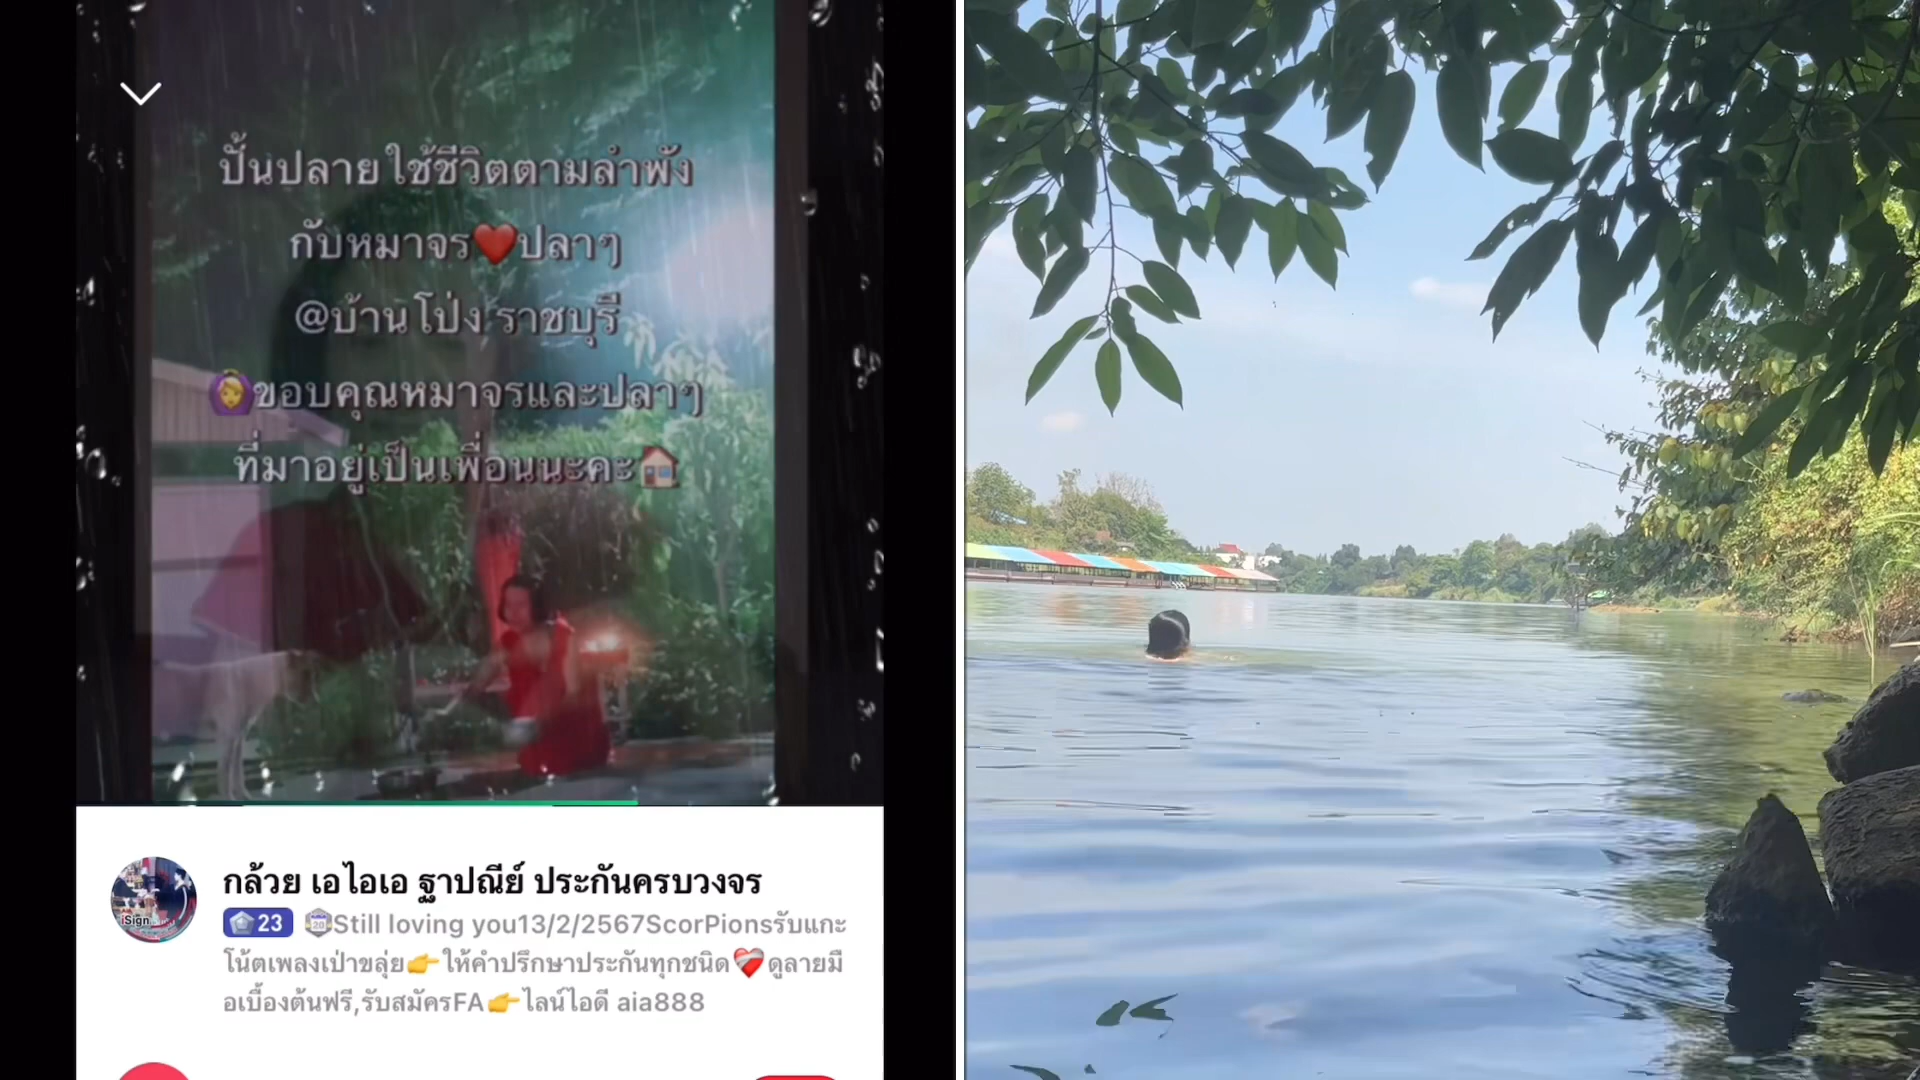 ปั้นปลาย ใช้ชีวิตตามลำพัง
กับหมาจร❤️ปลาๆ
@บ้านโป่ง ราชบุรี
🙆‍♀️ขอบคุณหมาจรและปลาๆ
ที่มาอยู่เป็นเพื่อนนะคะ🏠
กล้วย เอไอเอ ฐาปณีย์ ประกันครบวงจร
iSign
23 20 Still loving you13/2/2567ScorPionsรับแกะ
โน้ตเพลงเป่าขลุ่ย👉ให้คำปรึกษาประกันทุกชนิด❤️‍🩹ดูลายมื
อเบื้องต้นฟรี,รับสมัครFA👉ไลน์ไอดี aia888